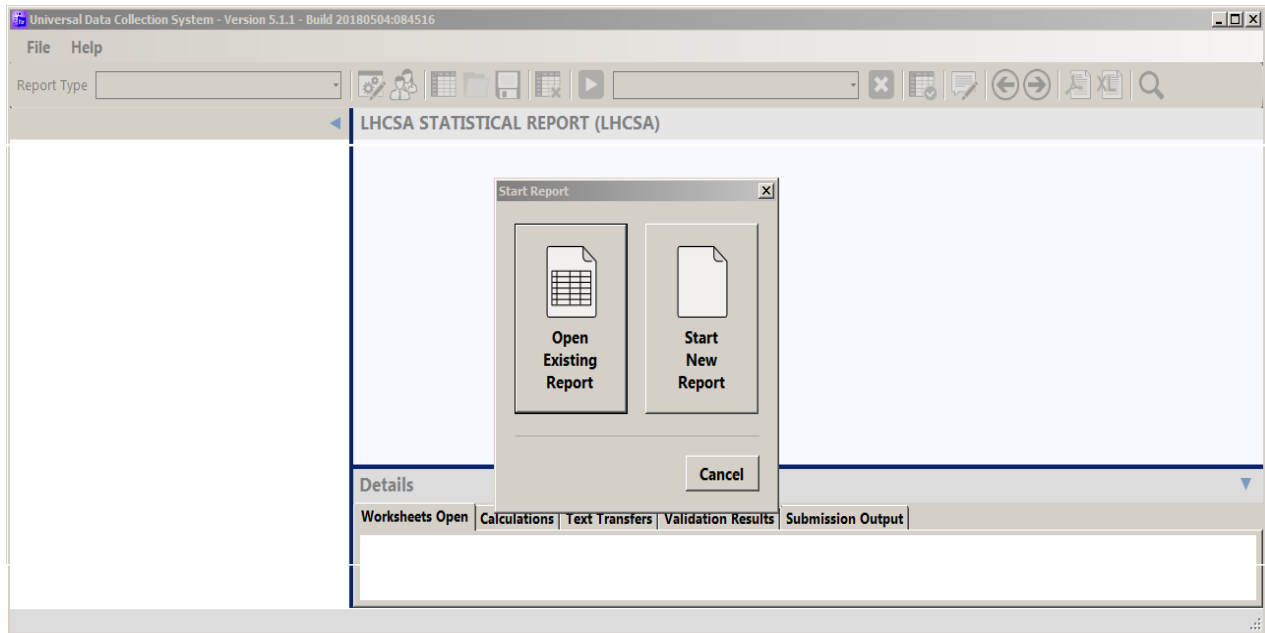 Universal Data Collection System - Version 5.1.1 - Build 20180504:084516
File Help
Report Type
LHCSA STATISTICAL REPORT (LHCSA)
Start Report
Open
Existing
Report
Start
New
Report
Cancel
Details
Worksheets Open Calculations Text Transfers Validation Results Submission Output